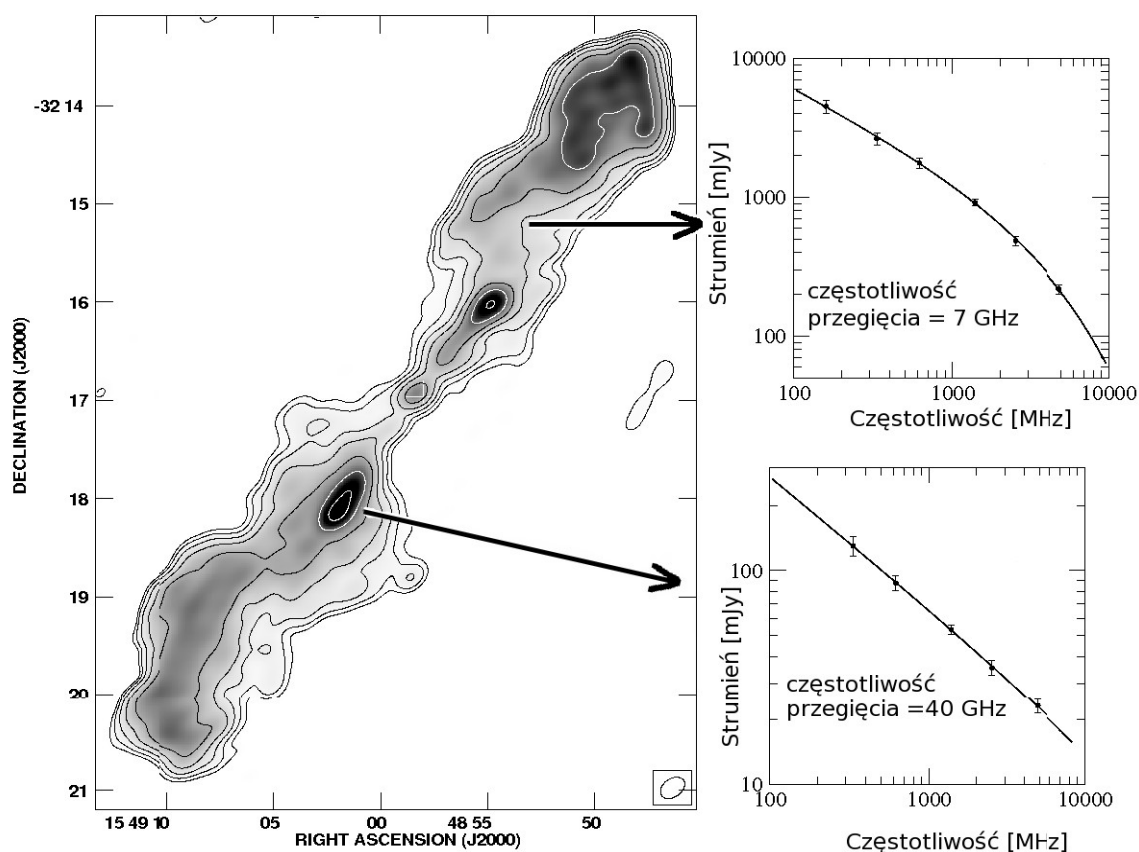 DECLINATION (J2000)
-32 14
15
16
17
18
19
20
21
15 49 10
05
00
48 55
50
RIGHT ASCENSION (J2000)
Strumień [mJy]
10000
1000
100
częstotliwość
przegięcia = 7 GHz
100
1000
10000
Częstotliwość [MHz]
Strumień [mJy]
100
10
częstotliwość
przegięcia =40 GHz
100
1000
10000
Częstotliwość [MHz]